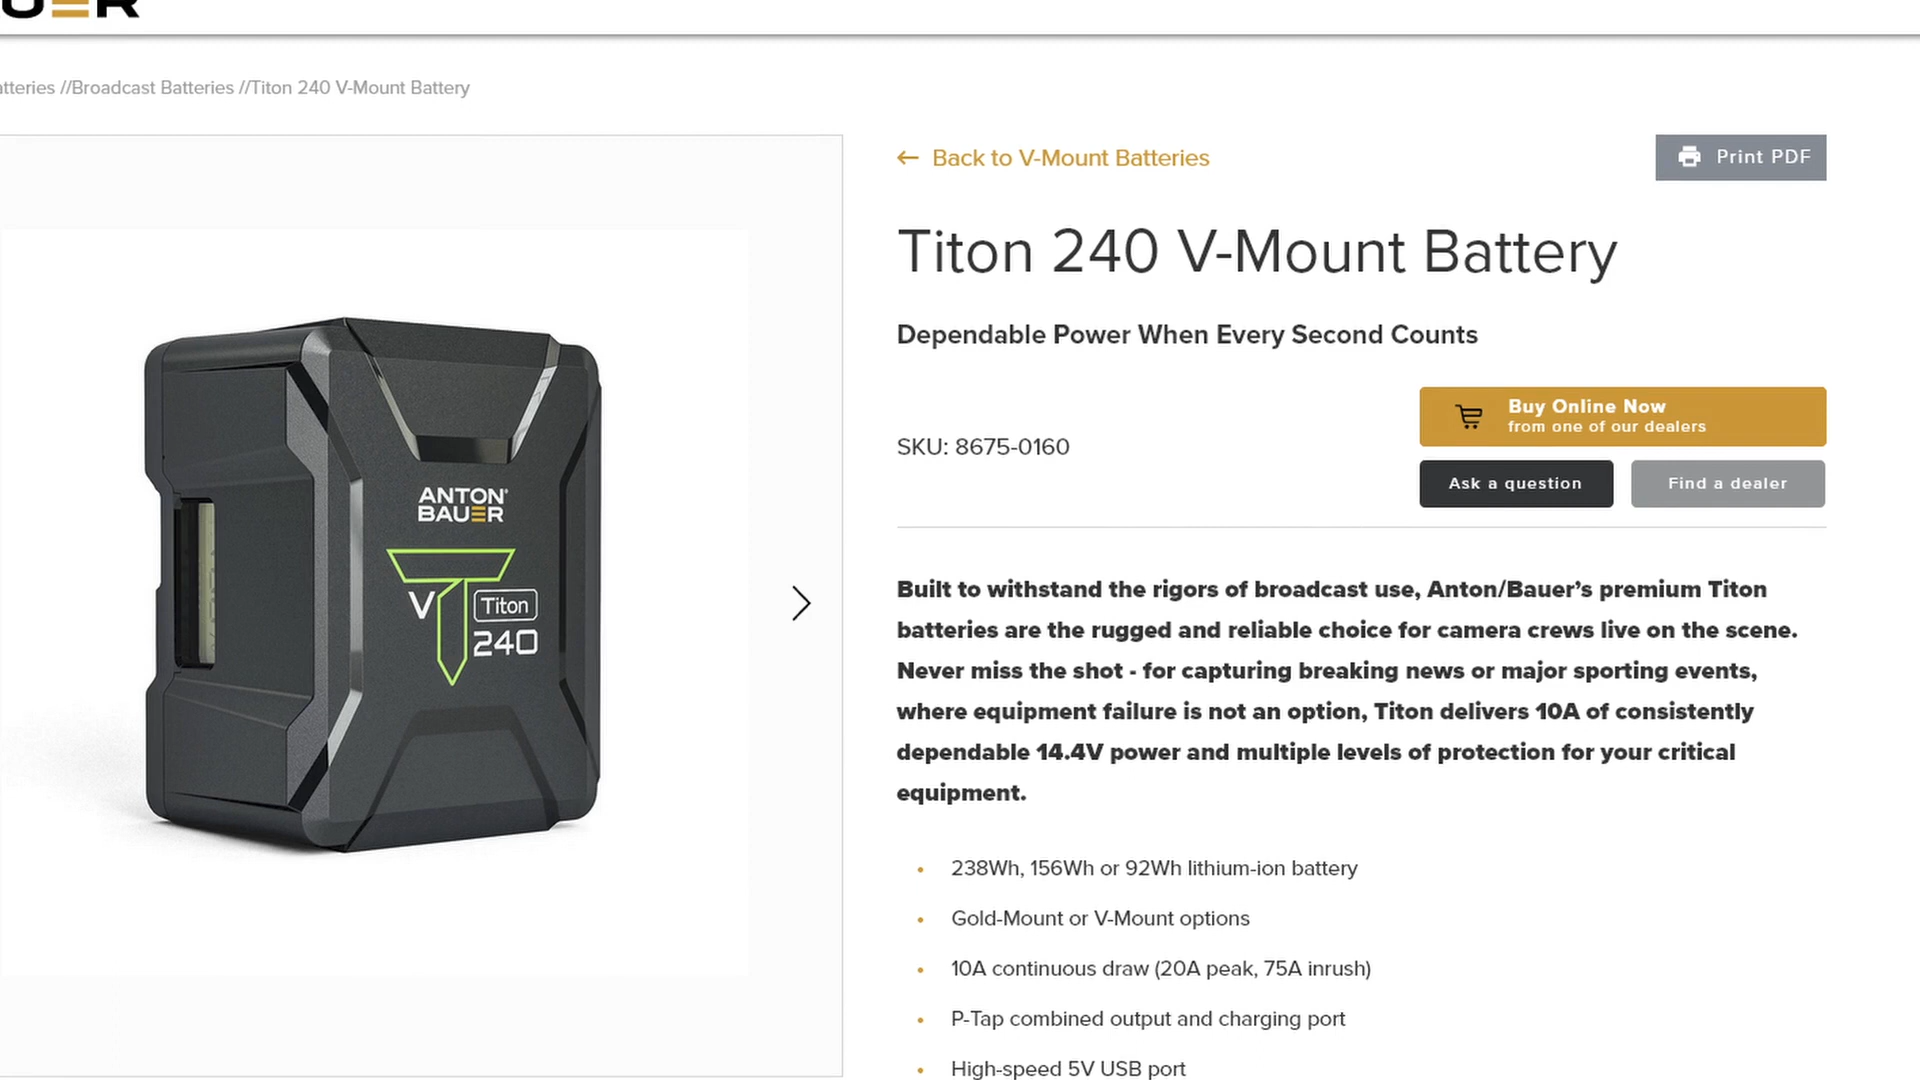 BAUER
Batteries //Broadcast Batteries //Titon 240 V-Mount Battery
← Back to V-Mount Batteries
Print PDF
Titon 240 V-Mount Battery
Dependable Power When Every Second Counts
Buy Online Now
from one of our dealers
SKU: 8675-0160
Ask a question
Find a dealer
ANTON®
BAUER
V
Titon
240
Built to withstand the rigors of broadcast use, Anton/Bauer’s premium Titon
batteries are the rugged and reliable choice for camera crews live on the scene.
Never miss the shot - for capturing breaking news or major sporting events,
where equipment failure is not an option, Titon delivers 10A of consistently
dependable 14.4V power and multiple levels of protection for your critical
equipment.
• 238Wh, 156Wh or 92Wh lithium-ion battery
• Gold-Mount or V-Mount options
• 10A continuous draw (20A peak, 75A inrush)
• P-Tap combined output and charging port
• High-speed 5V USB port